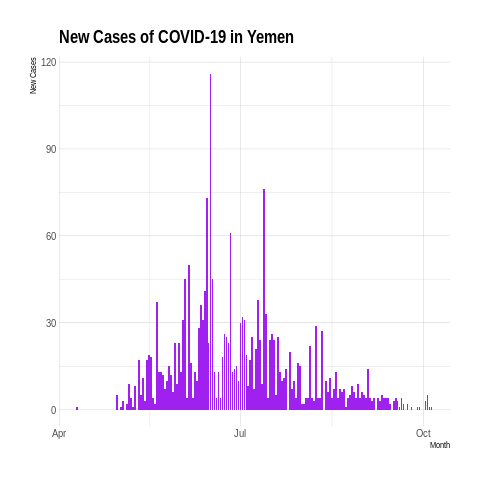 New Cases of COVID-19 in Yemen
New Cases
120
90
60
30
0
Apr
Jul
Oct
Month